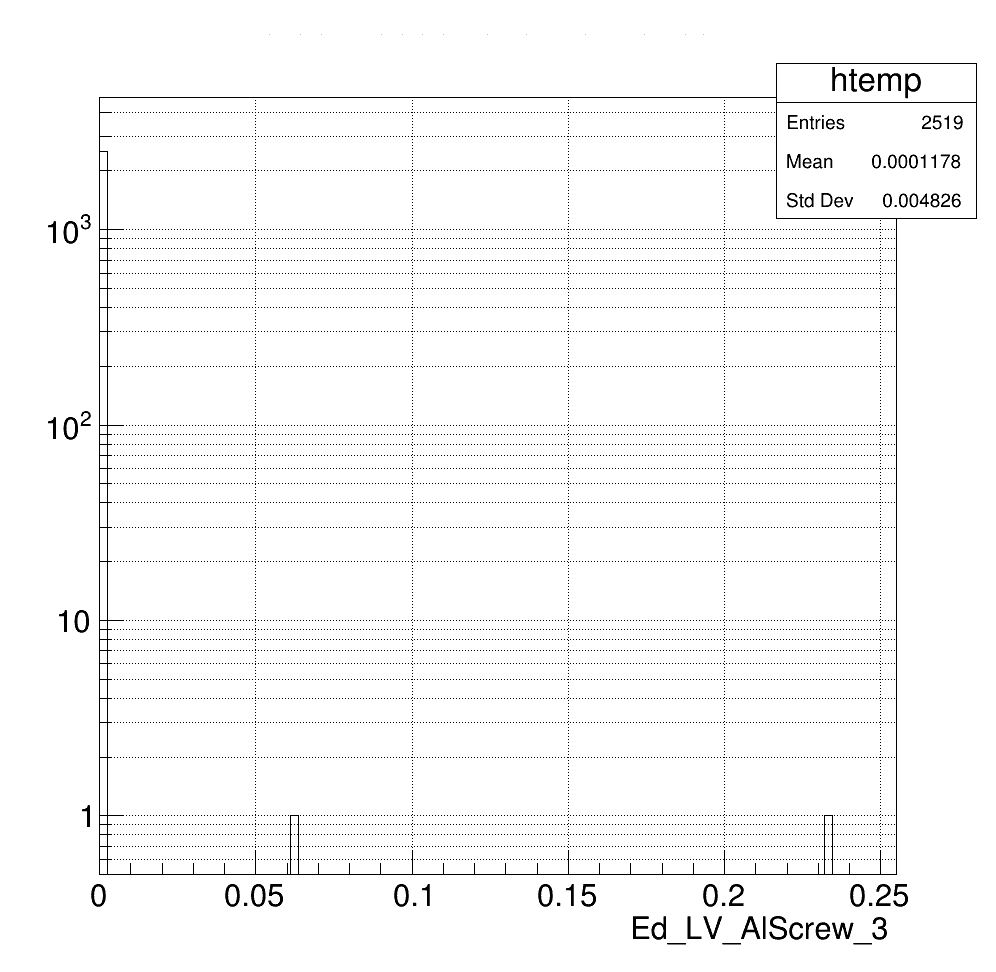 htemp
Entries 2519
Mean 0.0001178
Std Dev 0.004826
10³
10²
10
1
0 0.05 0.1 0.15 0.2 0.25
Ed_LV_AlScrew_3